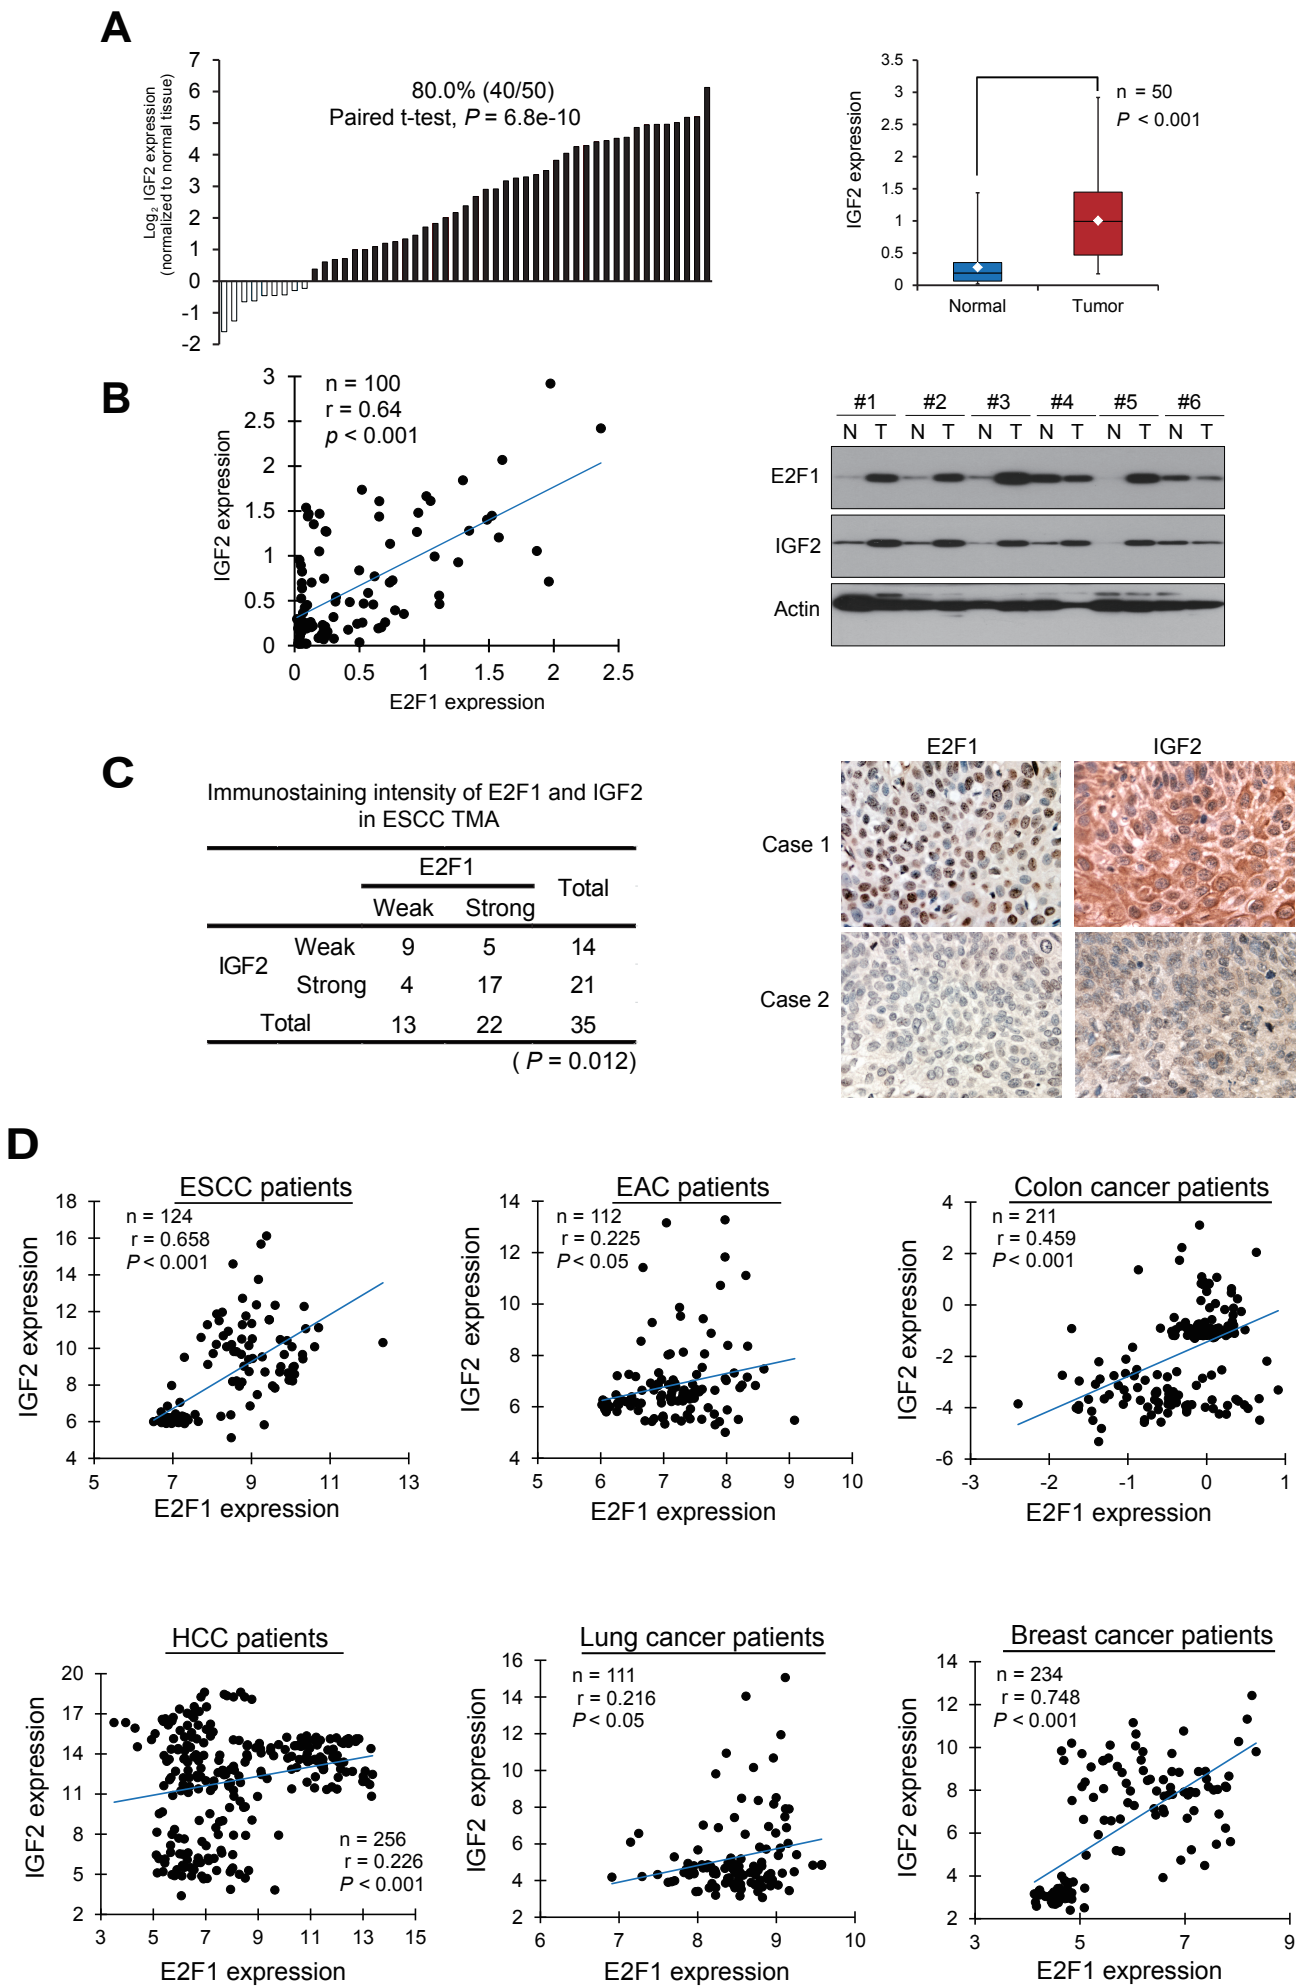 A
Log2 IGF2 expression
(normalized to normal tissue)
7
6
5
4
3
2
1
0
-1
-2
80.0% (40/50)
Paired t-test, P = 6.8e-10
IGF2 expression
3.5
3
2.5
2
1.5
1
0.5
0
n = 50
P < 0.001
Normal Tumor
B
IGF2 expression
3
2.5
2
1.5
1
0.5
0
n = 100
r = 0.64
p < 0.001
0 0.5 1 1.5 2 2.5
E2F1 expression
#1 #2 #3 #4 #5 #6
N T N T N T N T N T N T
E2F1
IGF2
Actin
C
Immunostaining intensity of E2F1 and IGF2
in ESCC TMA
E2F1
Total
Weak Strong
IGF2
Weak 9 5 14
Strong 4 17 21
Total 13 22 35
( P = 0.012)
E2F1 IGF2
Case 1
Case 2
D
ESCC patients
n = 124
r = 0.658
P < 0.001
IGF2 expression
18
16
14
12
10
8
6
4
5 7 9 11 13
E2F1 expression
EAC patients
n = 112
r = 0.225
P < 0.05
IGF2 expression
14
12
10
8
6
4
5 6 7 8 9 10
E2F1 expression
Colon cancer patients
n = 211
r = 0.459
P < 0.001
IGF2 expression
4
2
0
-2
-4
-6
-3 -2 -1 0 1
E2F1 expression
HCC patients
IGF2 expression
20
17
14
11
8
5
2
n = 256
r = 0.226
P < 0.001
3 5 7 9 11 13 15
E2F1 expression
Lung cancer patients
n = 111
r = 0.216
P < 0.05
IGF2 expression
16
14
12
10
8
6
4
2
6 7 8 9 10
E2F1 expression
Breast cancer patients
n = 234
r = 0.748
P < 0.001
IGF2 expression
14
12
10
8
6
4
2
3 5 7 9
E2F1 expression